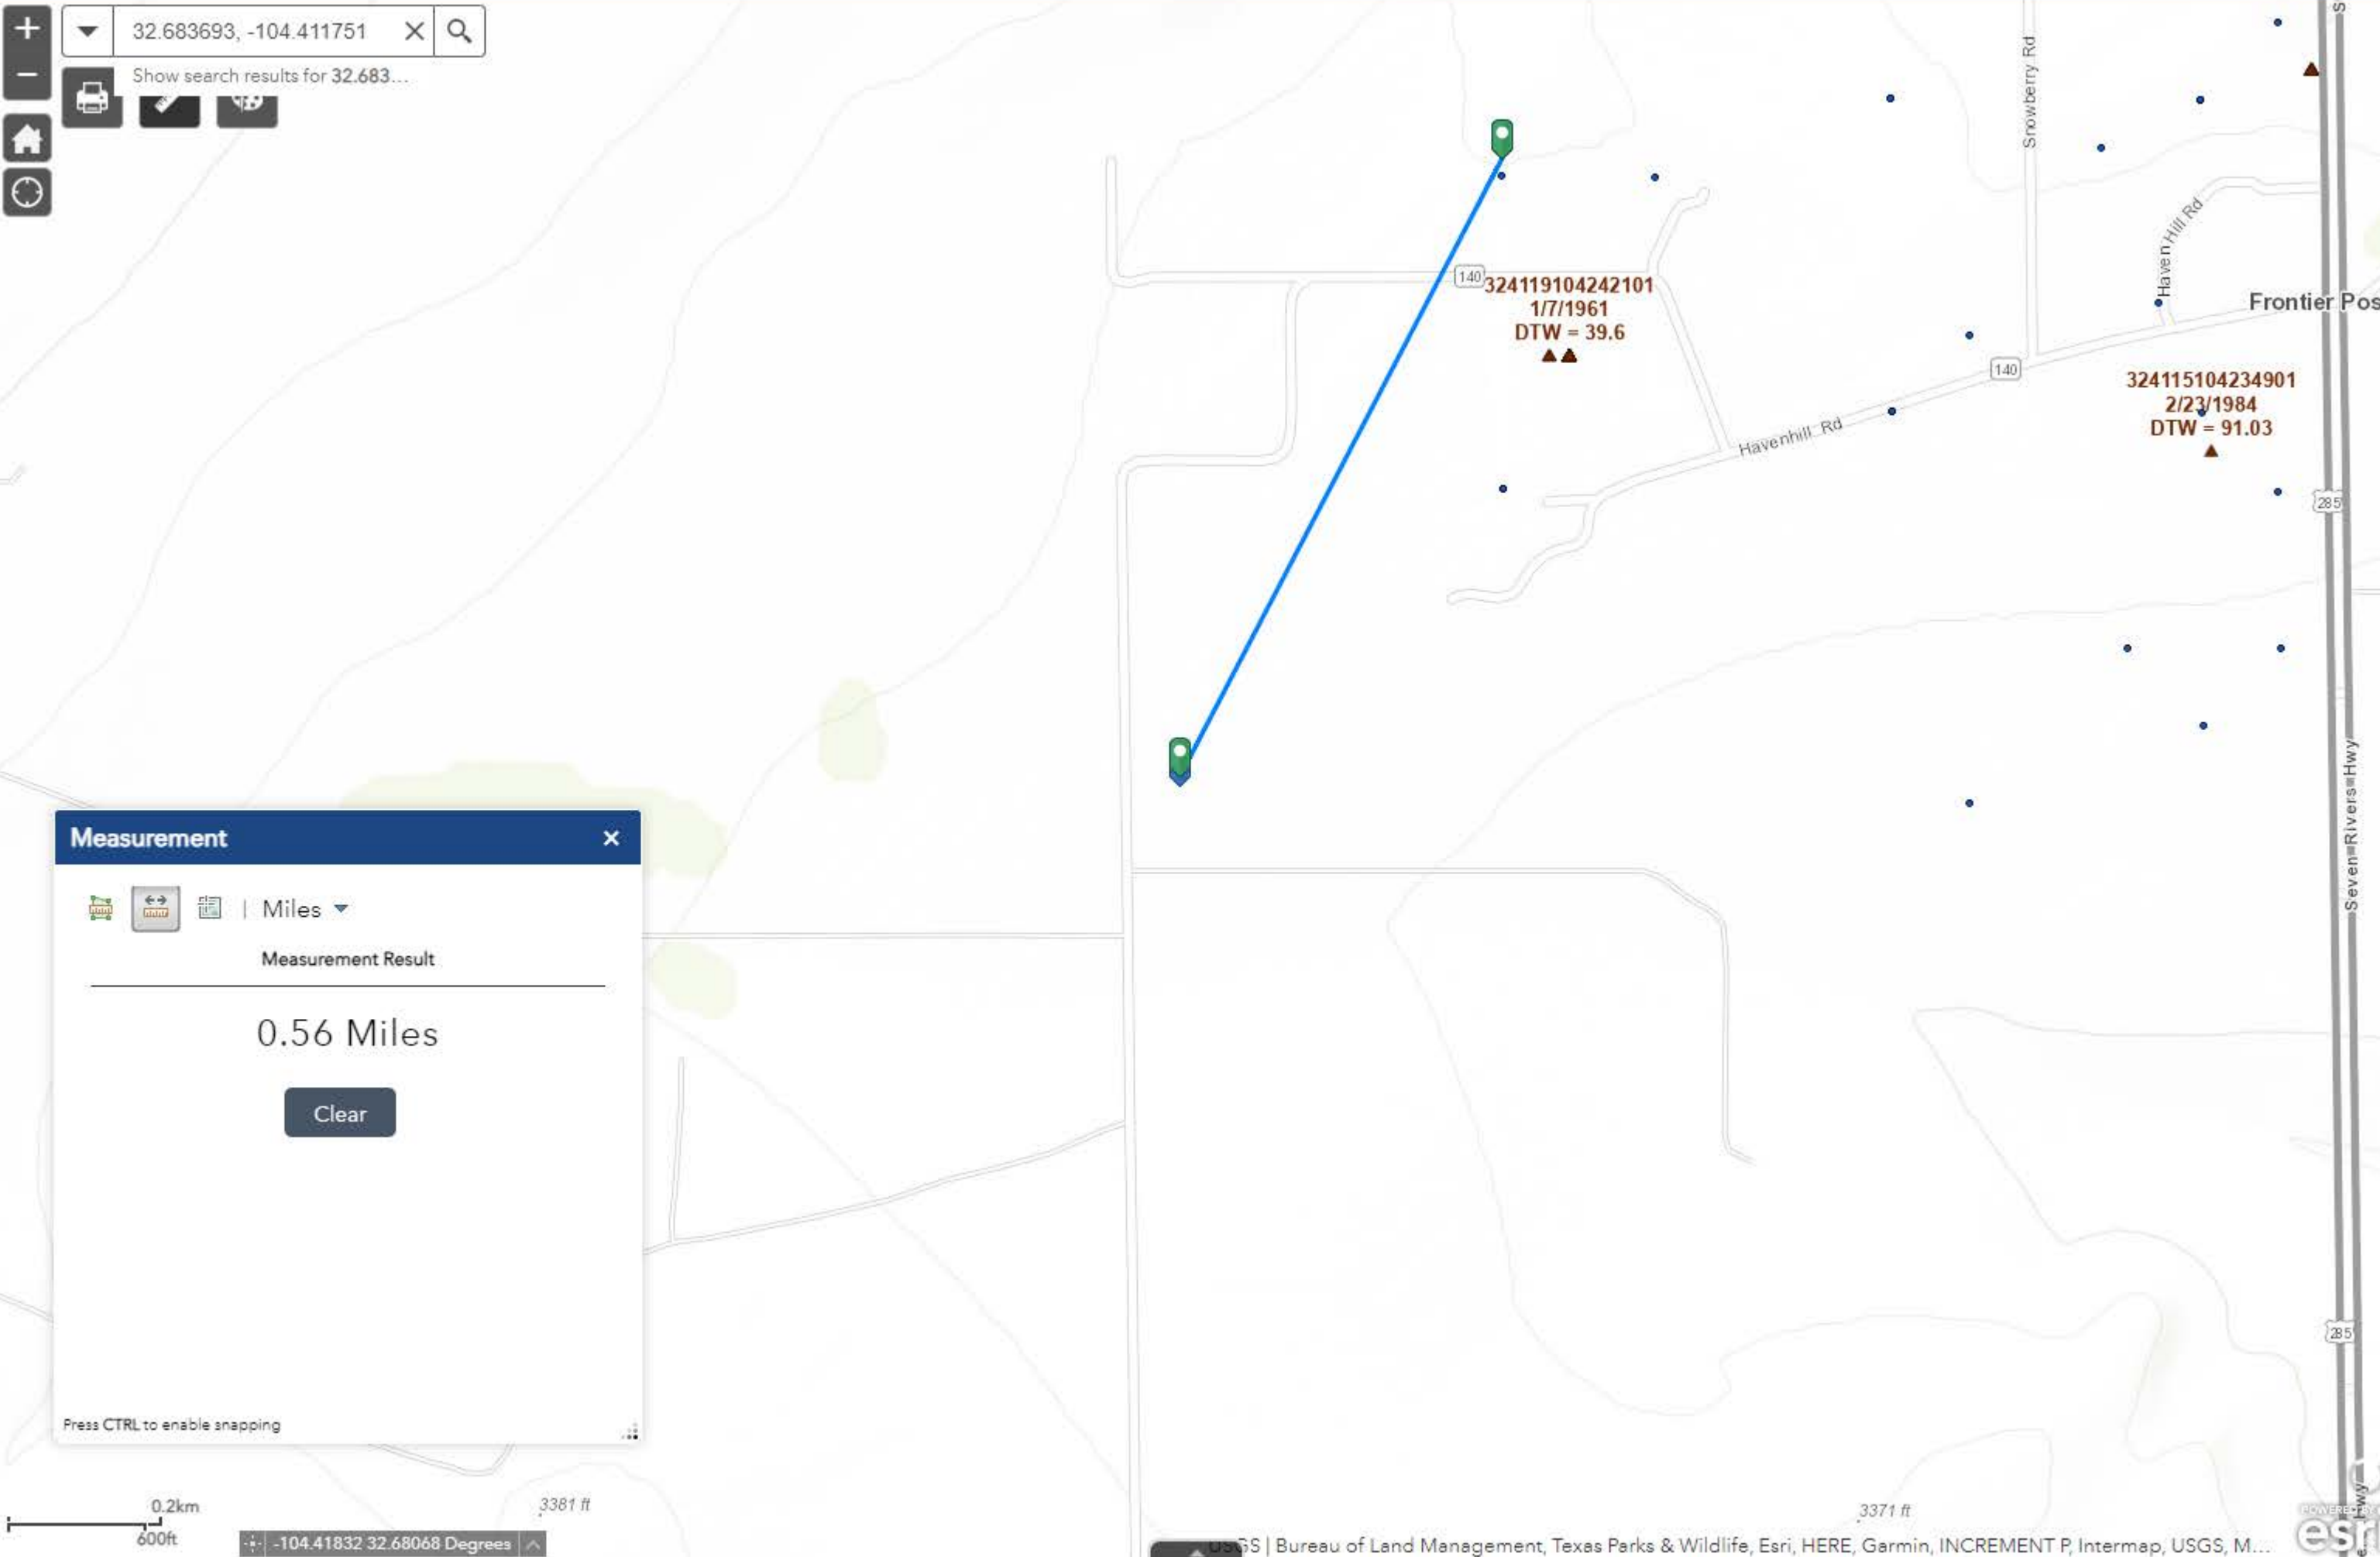 32.683693, -104.411751
Show search results for 32.683...
Snowberry Rd
Haven Hill Rd
140
324119104242101
1/7/1961
DTW = 39.6
Frontier Pos
140
324115104234901
2/23/1984
DTW = 91.03
Havenhill Rd
285
Seven Rivers Hwy
Measurement
Miles
Measurement Result
0.56 Miles
Clear
285
Press CTRL to enable snapping
0.2km
600ft
3381 ft
3371 ft
-104.41832 32.68068 Degrees
USGS | Bureau of Land Management, Texas Parks & Wildlife, Esri, HERE, Garmin, INCREMENT P, Intermap, USGS, M...
POWERED BY
esri